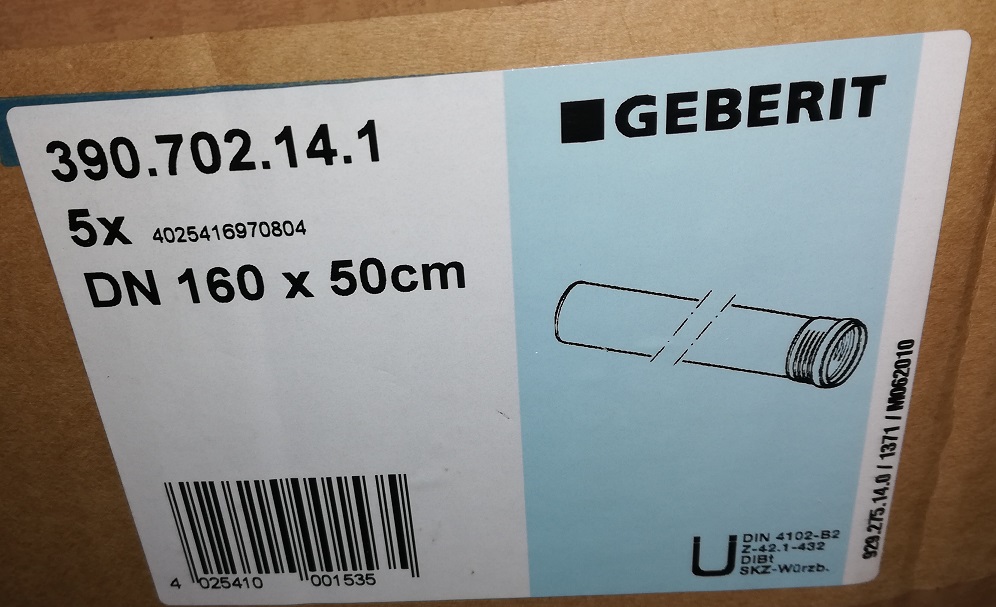 390.702.14.1
5x 4025416970804
DN 160 x 50cm
GEBERIT
4 025410 001535
U DIN 4102-B2
Z-42.1-432
DIBt
SKZ-Würzb.
929.275.14.0 / 1371 / M062010